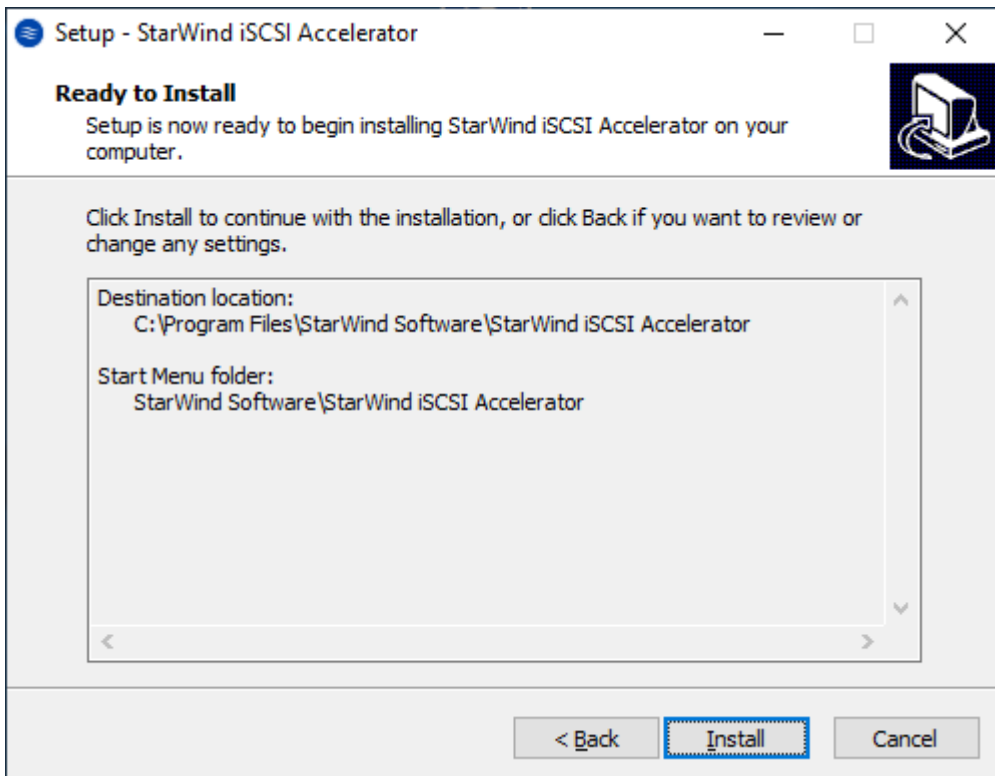 Setup - StarWind iSCSI Accelerator
Ready to Install
Setup is now ready to begin installing StarWind iSCSI Accelerator on your
computer.
Click Install to continue with the installation, or click Back if you want to review or
change any settings.
Destination location:
C:\Program Files\StarWind Software\StarWind iSCSI Accelerator
Start Menu folder:
StarWind Software\StarWind iSCSI Accelerator
< Back
Install
Cancel